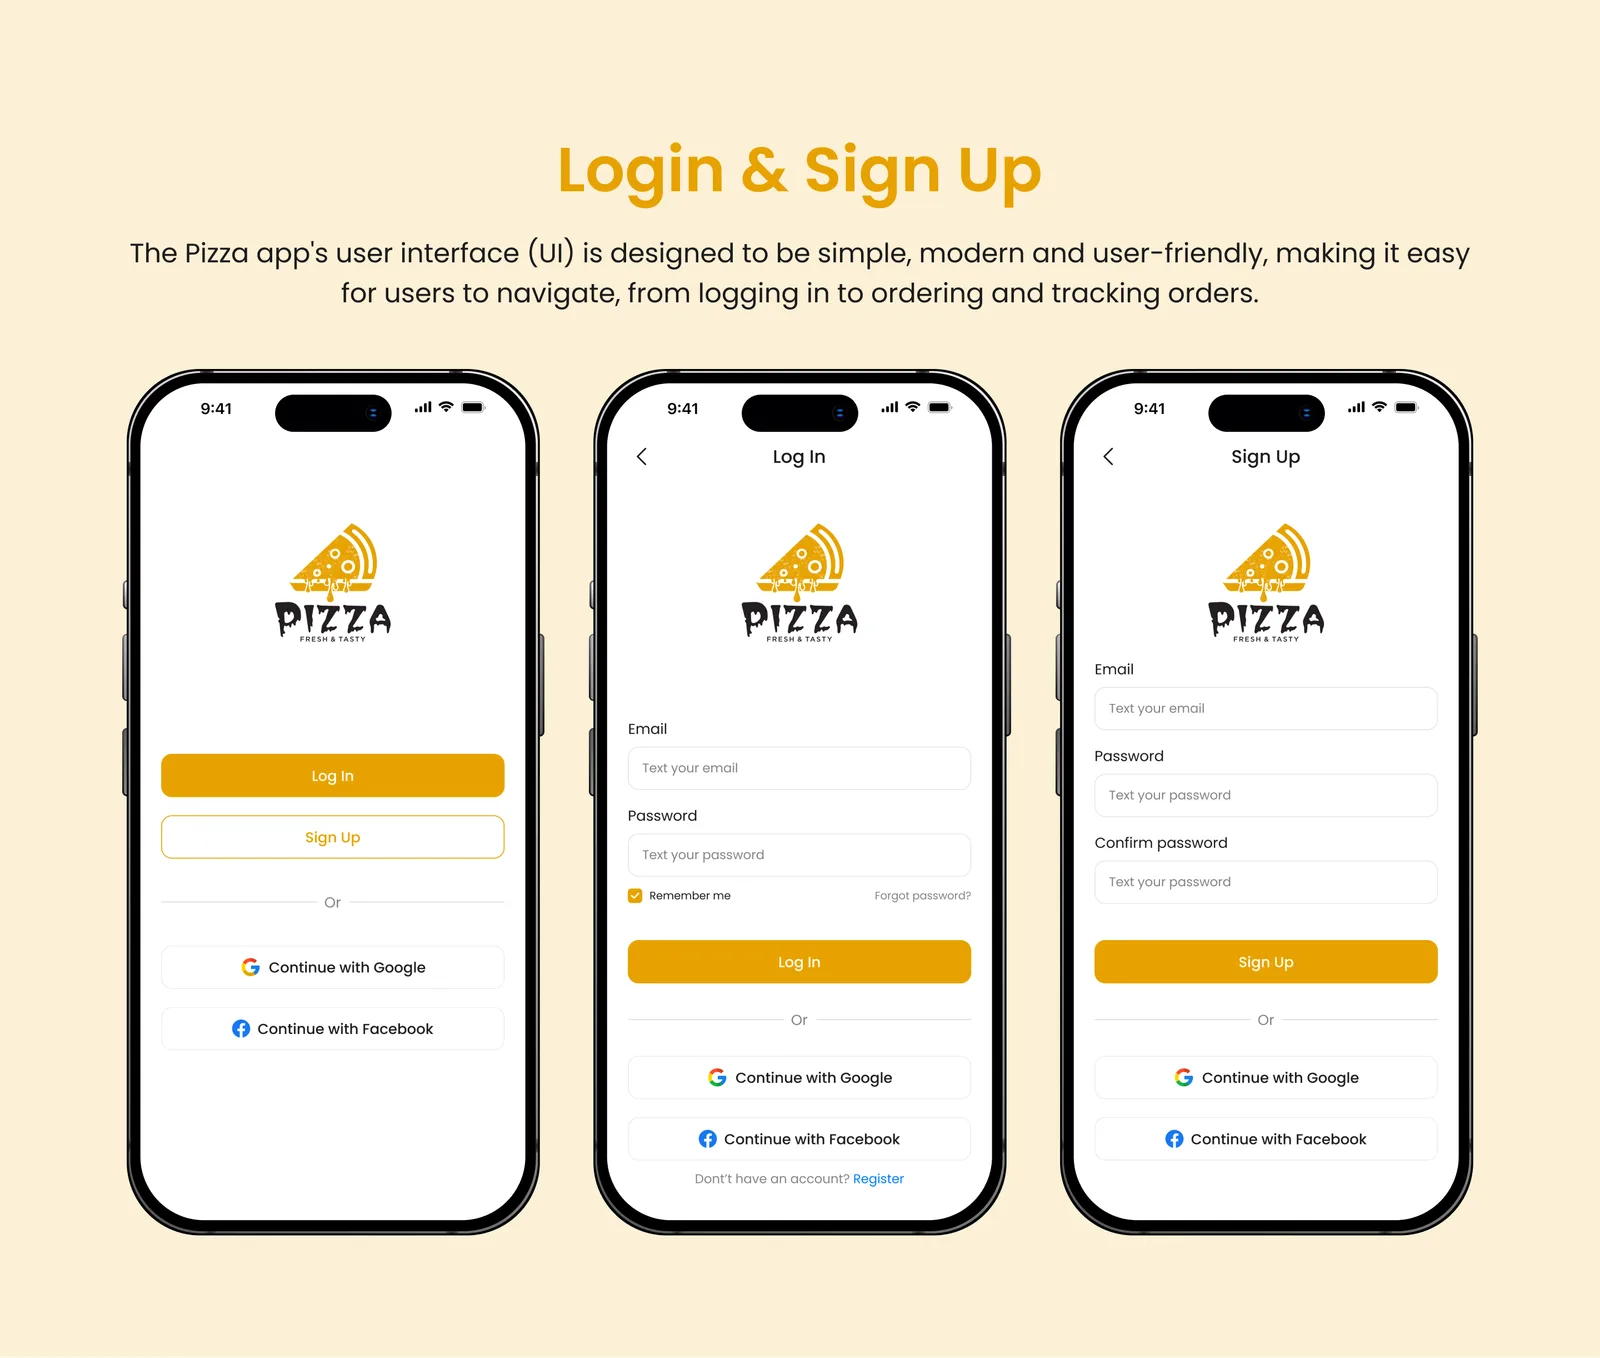 Login & Sign Up
The Pizza app's user interface (UI) is designed to be simple, modern and user-friendly, making it easy
for users to navigate, from logging in to ordering and tracking orders.
9:41
PIZZA
FRESH & TASTY
Log In
Sign Up
Or
Continue with Google
Continue with Facebook
9:41
Log In
PIZZA
FRESH & TASTY
Email
Text your email
Password
Text your password
Remember me
Forgot password?
Log In
Or
Continue with Google
Continue with Facebook
Dont't have an account? Register
9:41
Sign Up
PIZZA
FRESH & TASTY
Email
Text your email
Password
Text your password
Confirm password
Text your password
Sign Up
Or
Continue with Google
Continue with Facebook